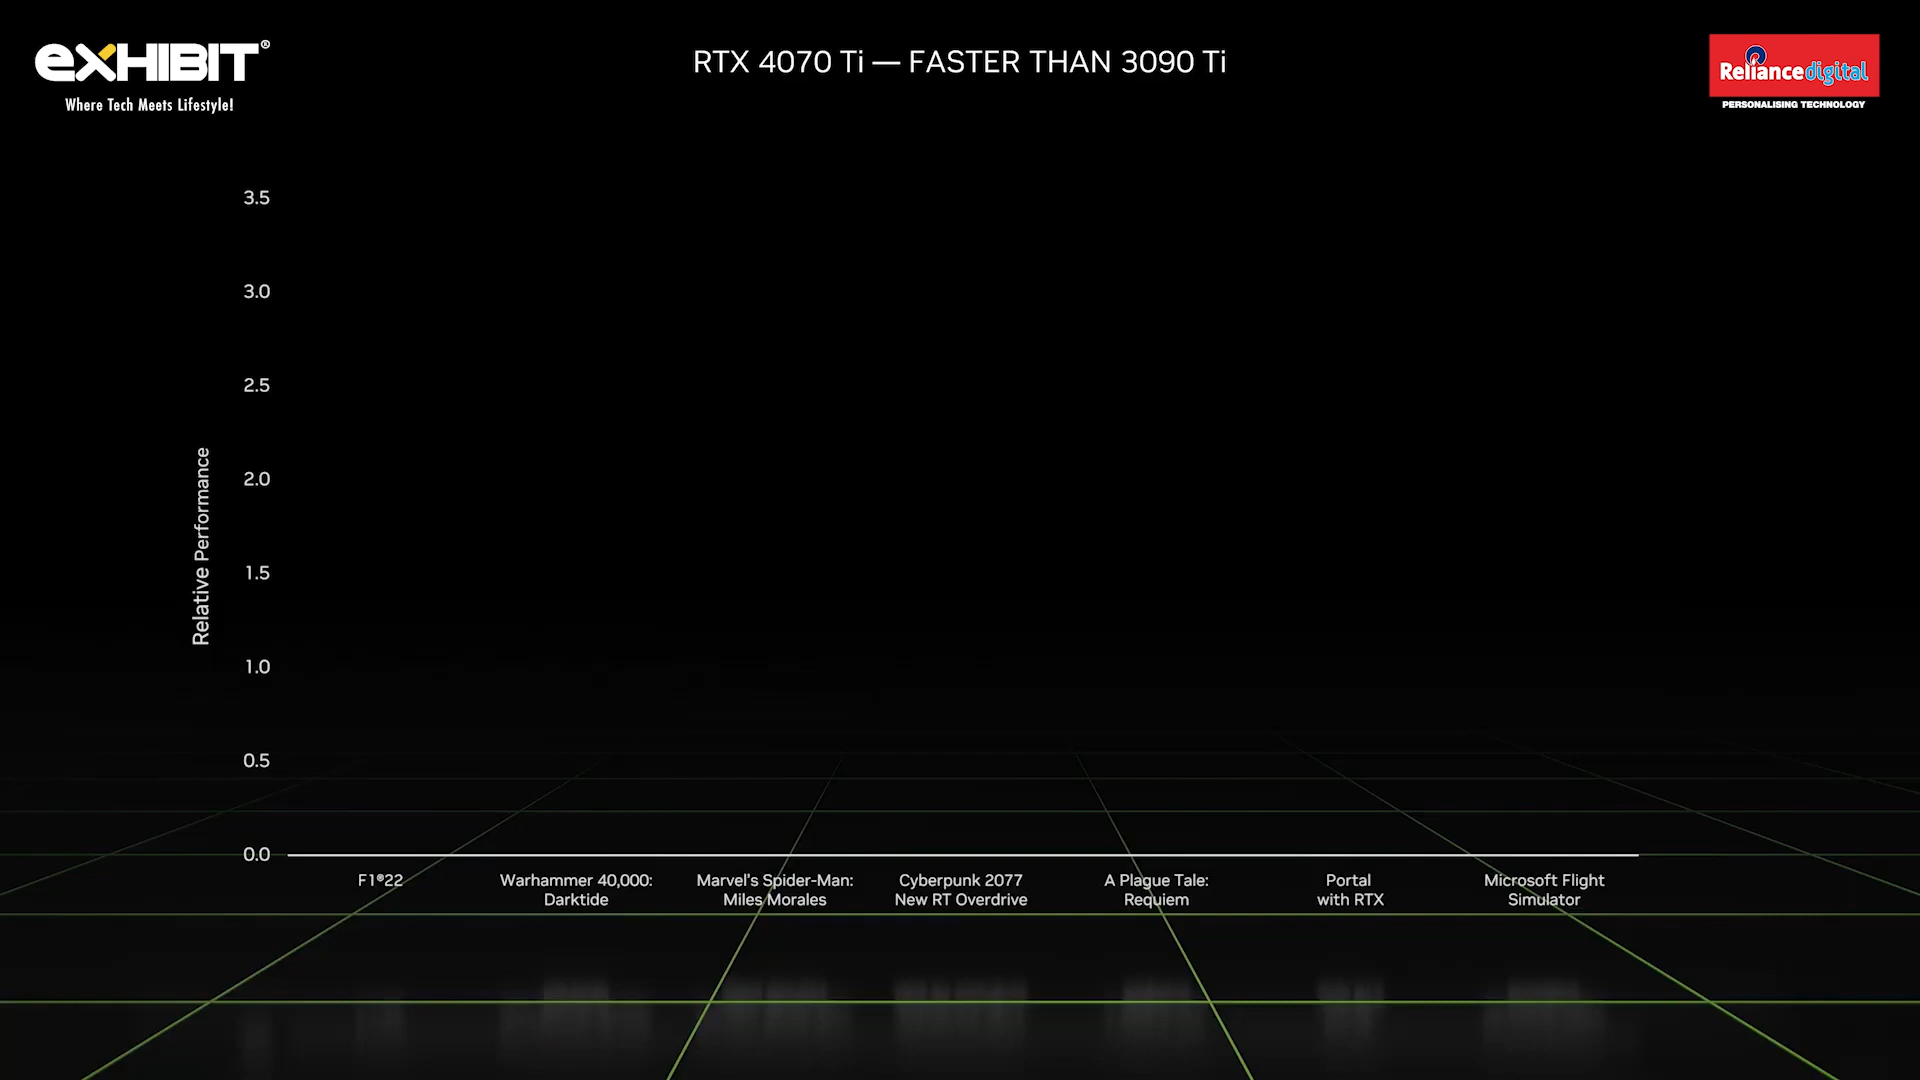 eXHIBIT®
Where Tech Meets Lifestyle!
RTX 4070 Ti — FASTER THAN 3090 Ti
Reliance digital
PERSONALISING TECHNOLOGY
3.5
3.0
2.5
2.0
1.5
1.0
0.5
0.0
Relative Performance
F1®22
Warhammer 40,000:
Darktide
Marvel's Spider-Man:
Miles Morales
Cyberpunk 2077
New RT Overdrive
A Plague Tale:
Requiem
Portal
with RTX
Microsoft Flight
Simulator